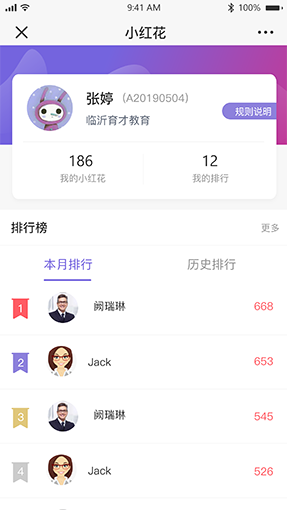 9:41 AM
100%
小红花
张婷 （A20190504）
临沂育才教育
规则说明
186
我的小红花
12
我的排行
排行榜
更多
本月排行
历史排行
1 阙瑞琳 668
2 Jack 653
3 阙瑞琳 545
4 Jack 526